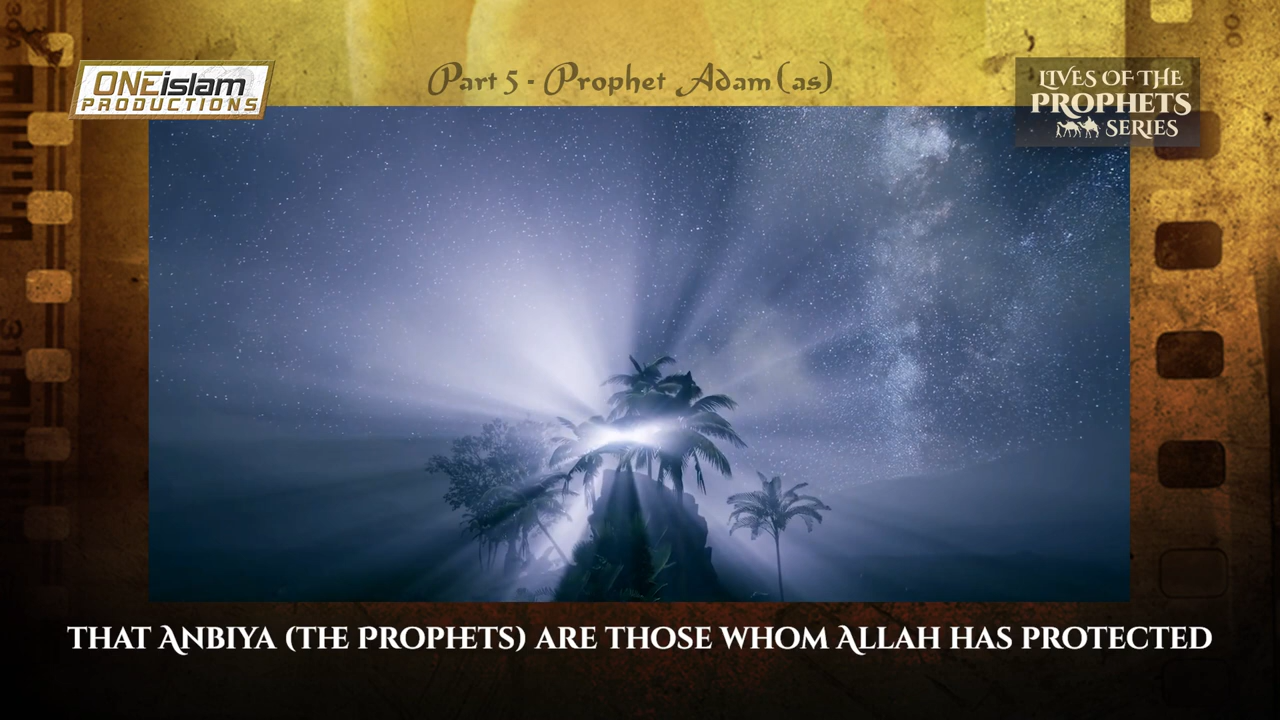 ONEislam
PRODUCTIONS
Part 5 - Prophet Adam (as)
LIVES OF THE
PROPHETS
SERIES
THAT ANBIYA (THE PROPHETS) ARE THOSE WHOM ALLAH HAS PROTECTED